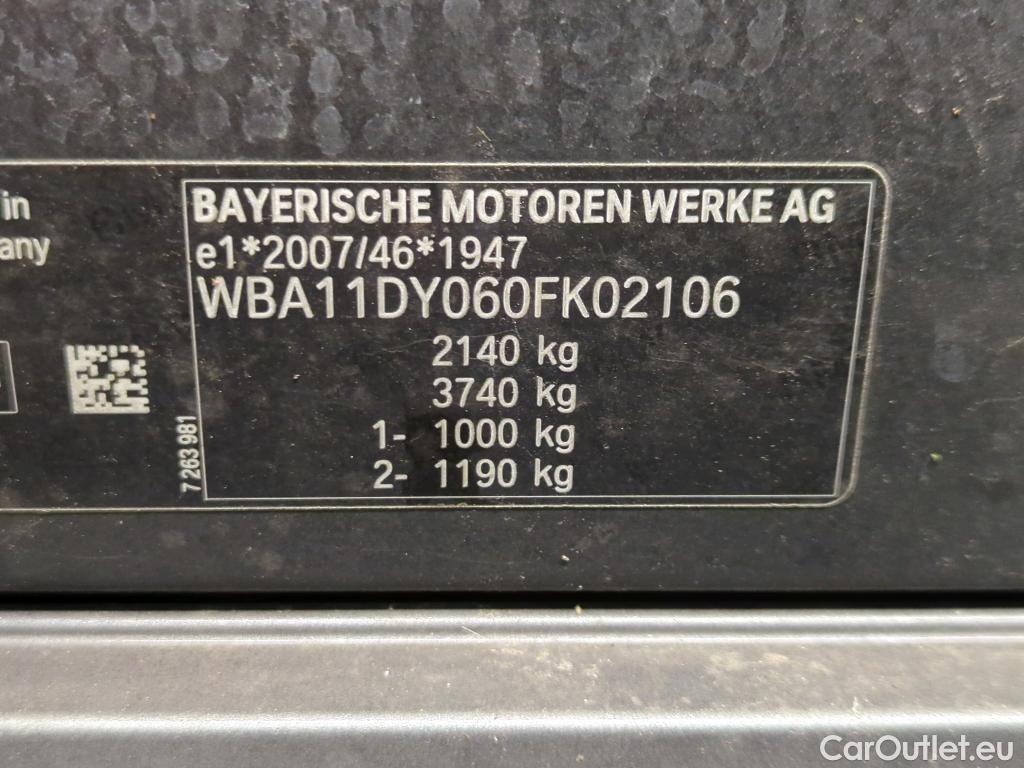 in
any
BAYERISCHE MOTOREN WERKE AG
e1*2007/46*1947
WBA11DY060FK02106
2140 kg
3740 kg
1- 1000 kg
2- 1190 kg
7 263 981
CarOutlet.eu